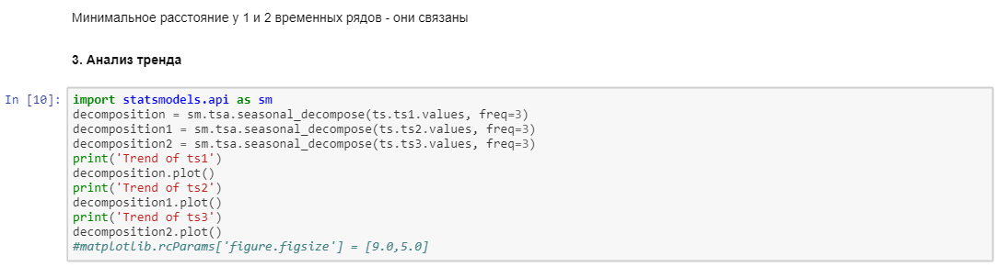 Минимальное расстояние у 1 и 2 временных рядов - они связаны
3. Анализ тренда
In [10]: import statsmodels.api as sm
decomposition = sm.tsa.seasonal_decompose(ts.ts1.values, freq=3)
decomposition1 = sm.tsa.seasonal_decompose(ts.ts2.values, freq=3)
decomposition2 = sm.tsa.seasonal_decompose(ts.ts3.values, freq=3)
print('Trend of ts1')
decomposition.plot()
print('Trend of ts2')
decomposition1.plot()
print('Trend of ts3')
decomposition2.plot()
#matplotlib.rcParams['figure.figsize'] = [9.0,5.0]